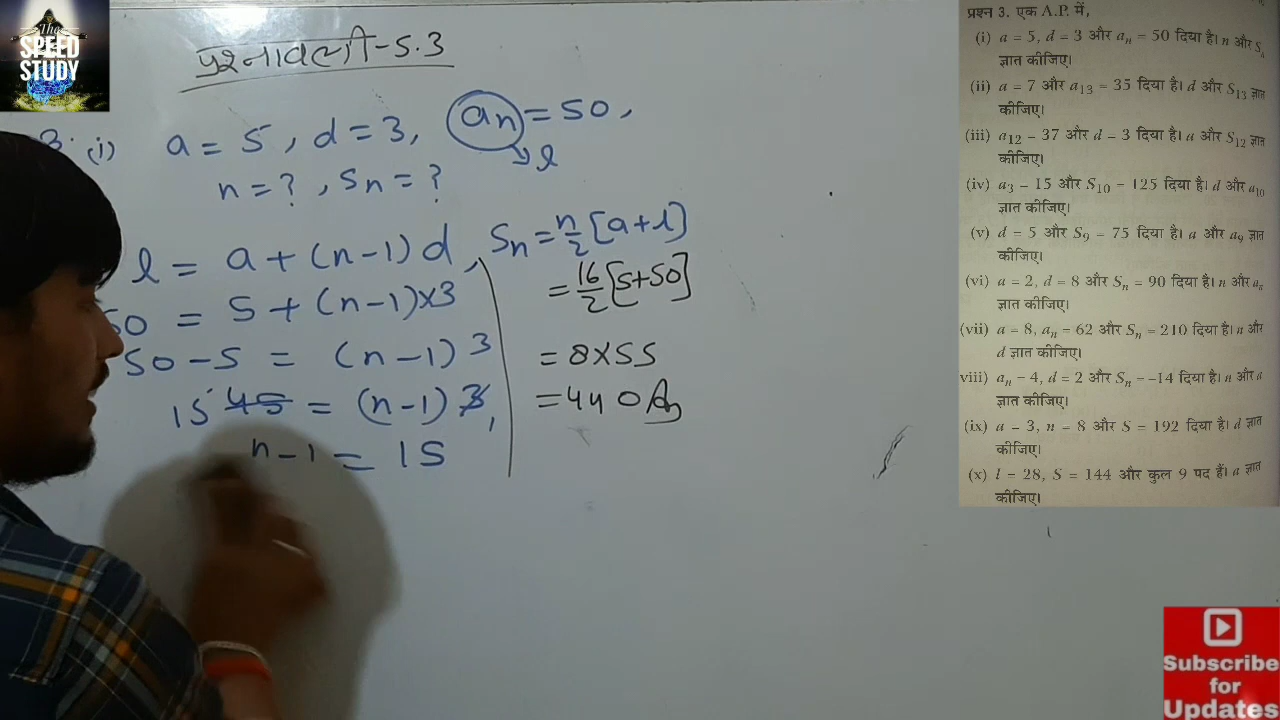 The
SPEED
STUDY
प्रश्नावली-5.3
3. (i) a = 5, d = 3, an = 50,
→ l
n = ?, Sn = ?
l = a + (n-1) d, Sn = n/2 [a+l]
50 = 5 + (n-1)×3
= 16/2 [5+50]
50 - 5 = (n-1) 3
= 8×55
15 45 = (n-1) 3,
= 440 Ans
n-1 = 15
प्रश्न 3. एक A.P. में,
(i) a = 5, d = 3 और an = 50 दिया है। n और Sn
ज्ञात कीजिए।
(ii) a = 7 और a13 = 35 दिया है। d और S13 ज्ञात
कीजिए।
(iii) a12 - 37 और d - 3 दिया है। a और S12 ज्ञात
कीजिए।
(iv) a3 - 15 और S10 - 125 दिया है। d और a10
ज्ञात कीजिए।
(v) d = 5 और S9 - 75 दिया है। a और a9 ज्ञात
कीजिए।
(vi) a = 2, d = 8 और Sn = 90 दिया है। n और an
ज्ञात कीजिए।
(vii) a = 8, an = 62 और Sn = 210 दिया है। n और
d ज्ञात कीजिए।
viii) an - 4, d = 2 और Sn - -14 दिया है। n और a
ज्ञात कीजिए।
(ix) a - 3, n = 8 और S = 192 दिया है। d ज्ञात
कीजिए।
(x) l - 28, S = 144 और कुल 9 पद हैं। a ज्ञात
कीजिए।
Subscribe
for
Updates